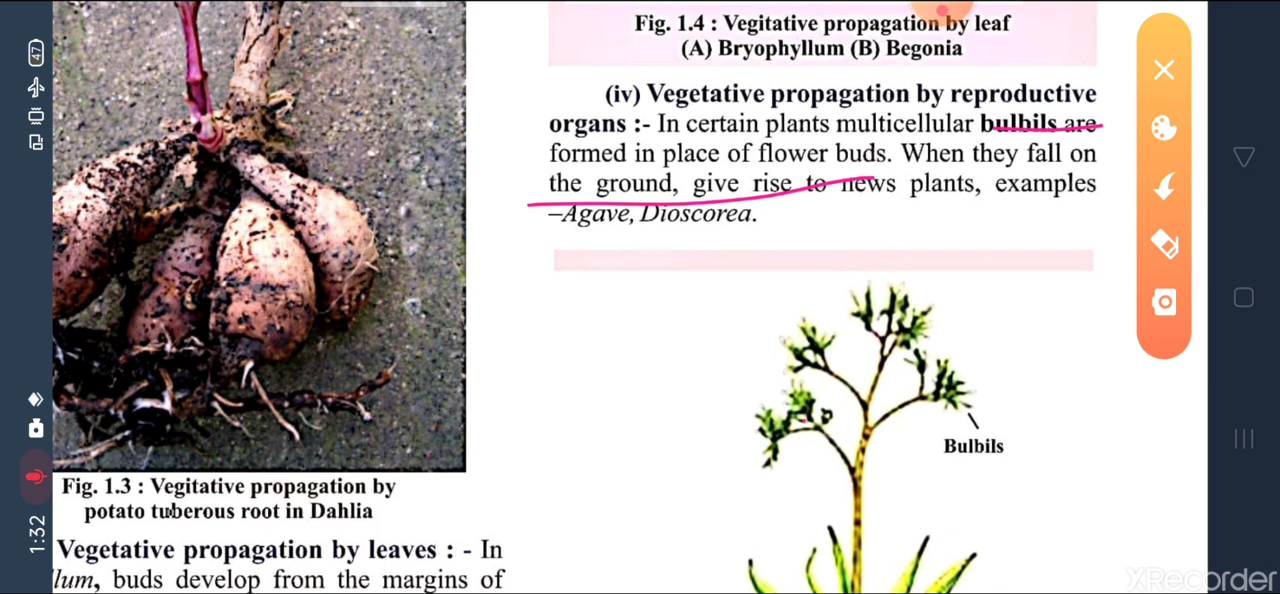 Fig. 1.3 : Vegitative propagation by
potato tuberous root in Dahlia
Vegetative propagation by leaves : - In
lum, buds develop from the margins of
Fig. 1.4 : Vegitative propagation by leaf
(A) Bryophyllum (B) Begonia
(iv) Vegetative propagation by reproductive
organs :- In certain plants multicellular bulbils are
formed in place of flower buds. When they fall on
the ground, give rise to news plants, examples
–Agave, Dioscorea.
Bulbils
47
1:32
XRecorder